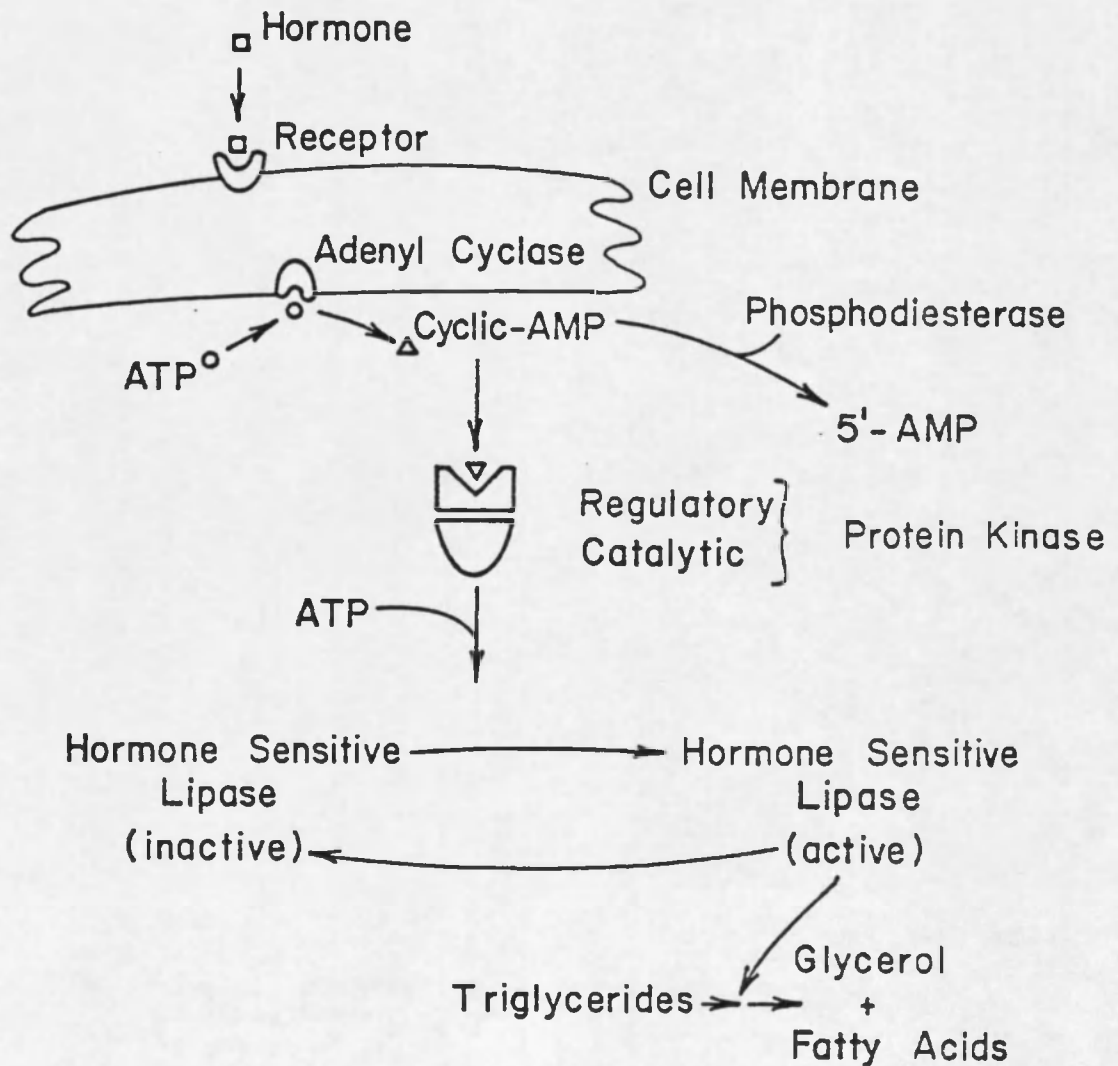 Hormone
Receptor
Cell Membrane
Adenyl Cyclase
Cyclic-AMP
Phosphodiesterase
ATP
5'-AMP
Regulatory
Catalytic
Protein Kinase
ATP
Hormone Sensitive
Lipase
(inactive)
Hormone Sensitive
Lipase
(active)
Triglycerides
Glycerol
+
Fatty Acids